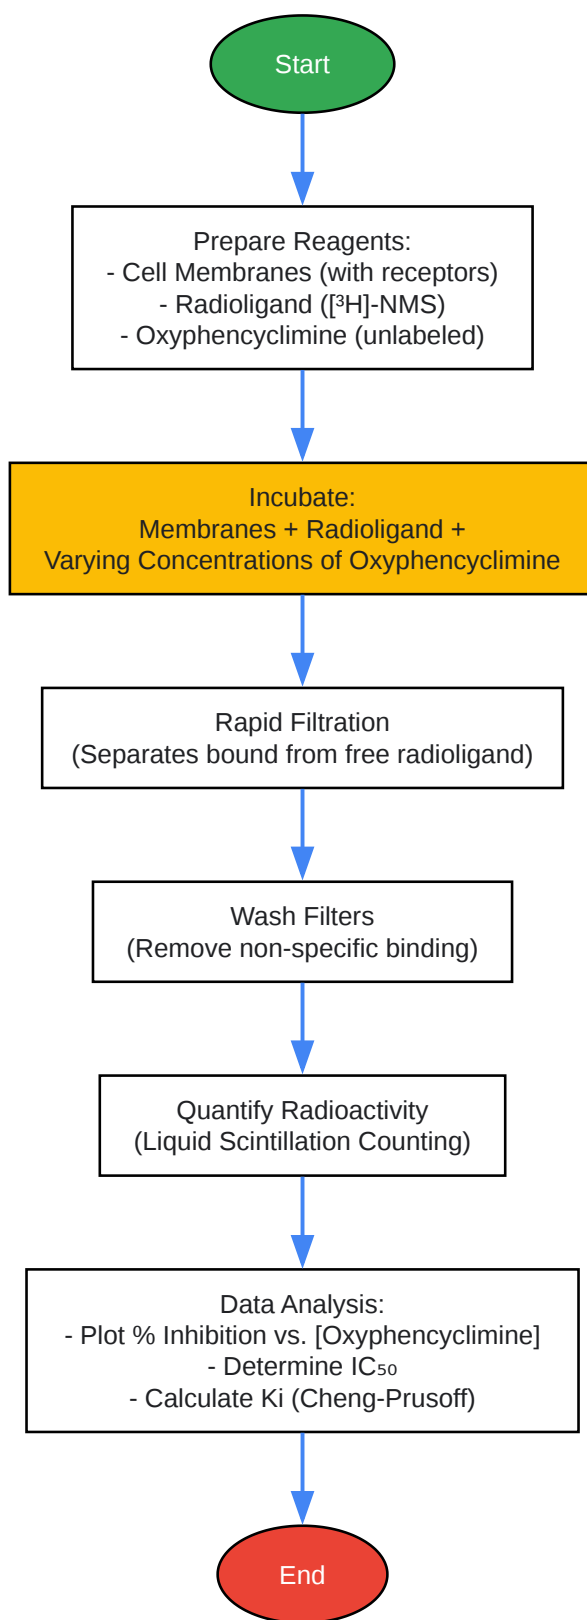 Start
Prepare Reagents:
- Cell Membranes (with receptors)
- Radioligand ([³H]-NMS)
- Oxyphencyclimine (unlabeled)
Incubate:
Membranes + Radioligand +
Varying Concentrations of Oxyphencyclimine
Rapid Filtration
(Separates bound from free radioligand)
Wash Filters
(Remove non-specific binding)
Quantify Radioactivity
(Liquid Scintillation Counting)
Data Analysis:
- Plot % Inhibition vs. [Oxyphencyclimine]
- Determine IC₅₀
- Calculate Ki (Cheng-Prusoff)
End